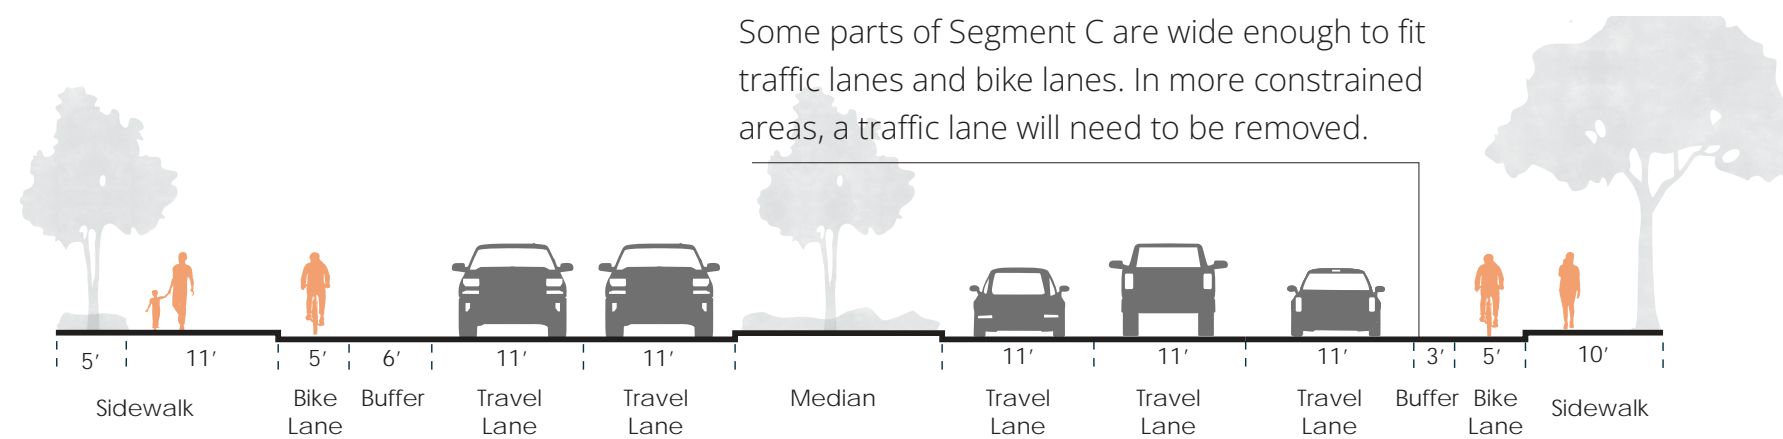 Some parts of Segment C are wide enough to fit
traffic lanes and bike lanes. In more constrained
areas, a traffic lane will need to be removed.
5′ 11′ 5′ 6′ 11′ 11′ 11′ 11′ 11′ 3′ 5′ 10′
Sidewalk
Bike
Lane
Buffer
Travel
Lane
Travel
Lane
Median
Travel
Lane
Travel
Lane
Travel
Lane
Buffer
Bike
Lane
Sidewalk